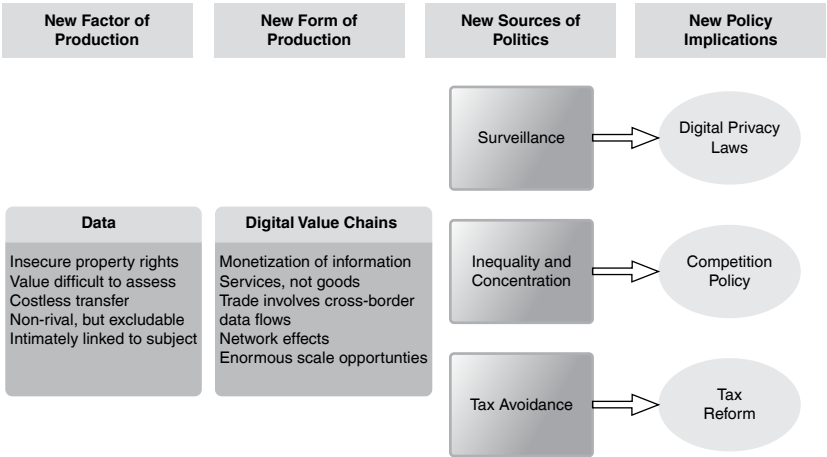 New Factor of
Production
New Form of
Production
New Sources of
Politics
New Policy
Implications
Surveillance
Digital Privacy
Laws
Data
Insecure property rights
Value difficult to assess
Costless transfer
Non-rival, but excludable
Intimately linked to subject
Digital Value Chains
Monetization of information
Services, not goods
Trade involves cross-border
data flows
Network effects
Enormous scale opportunties
Inequality and
Concentration
Competition
Policy
Tax Avoidance
Tax
Reform